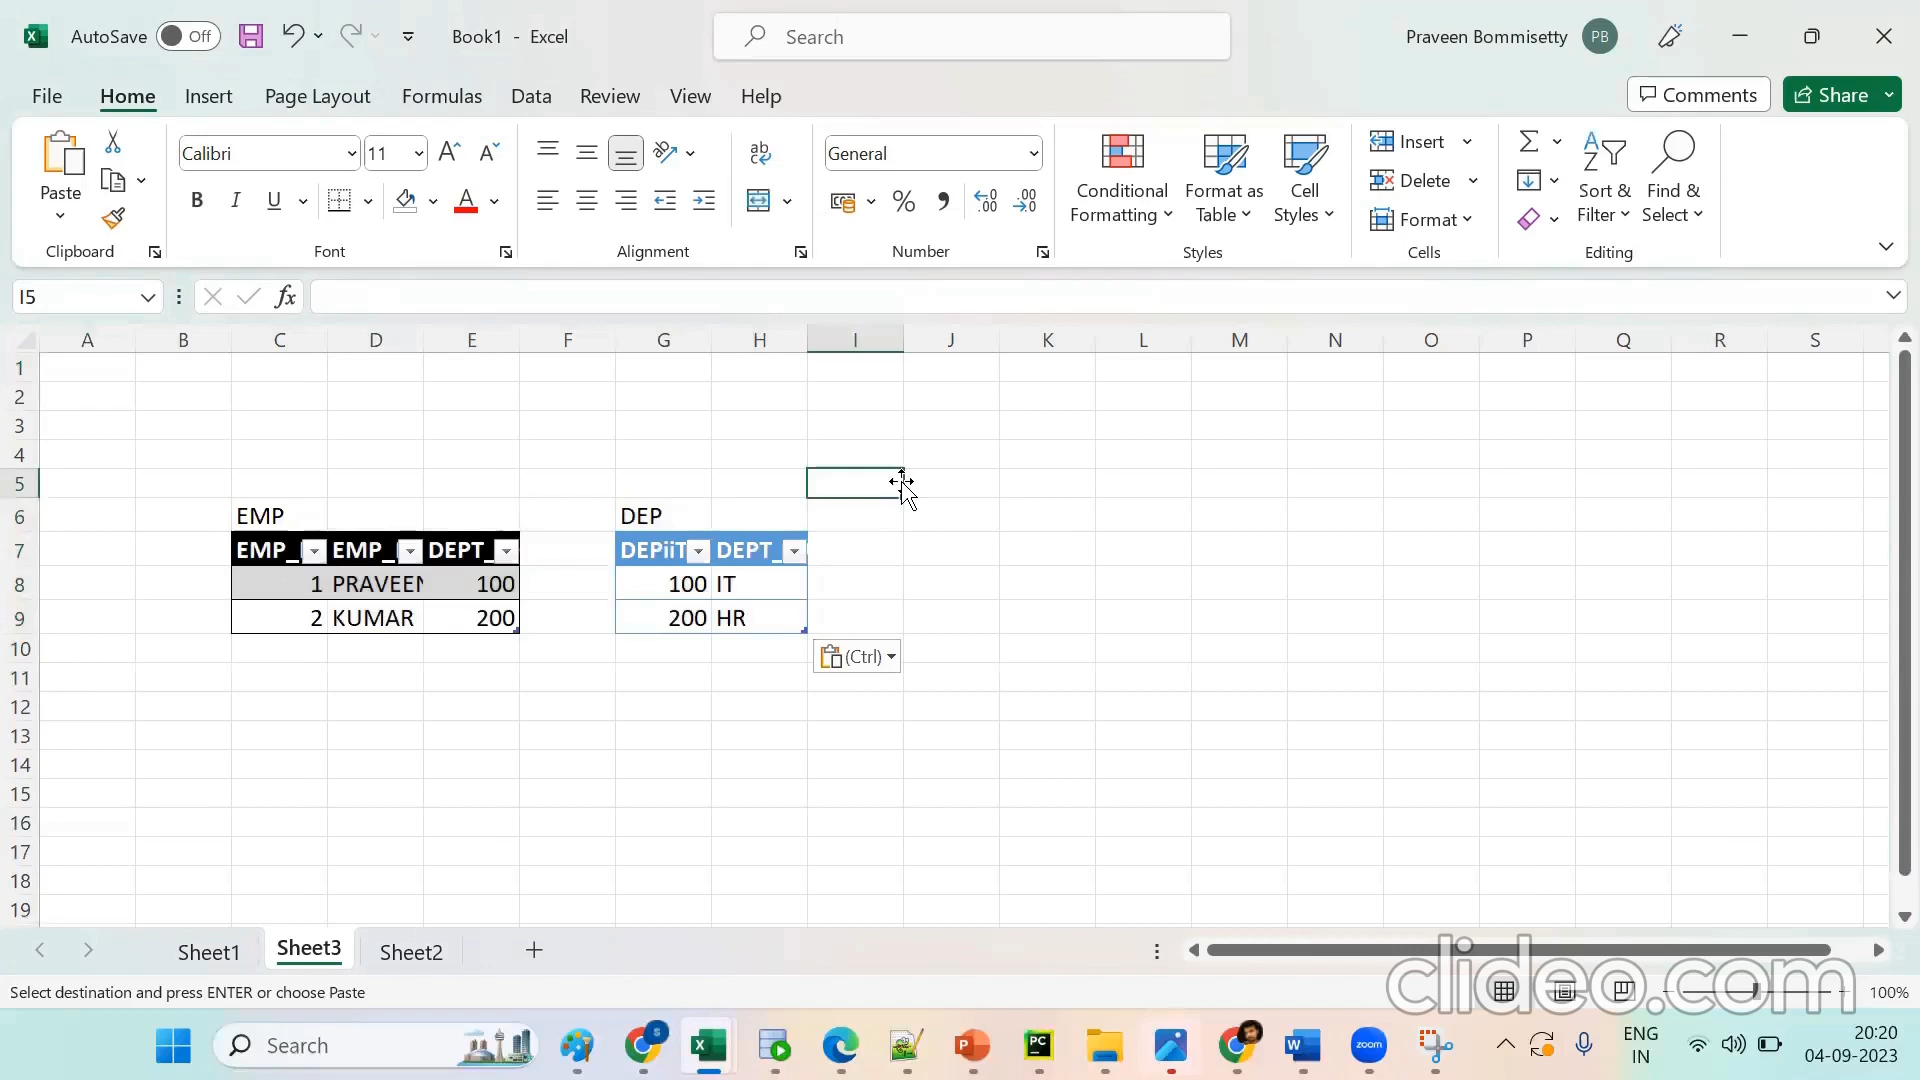 AutoSave Off Book1 - Excel Search Praveen Bommisetty PB
File Home Insert Page Layout Formulas Data Review View Help Comments Share
Paste Calibri 11 General Conditional Formatting Format as Table Cell Styles Insert Delete Format Sort & Filter Find & Select
Clipboard Font Alignment Number Styles Cells Editing
I5 fx
A B C D E F G H I J K L M N O P Q R S
1
2
3
4
5
6 EMP DEP
7 EMP_ EMP_ DEPT_ DEPiiT DEPT_
8 1 PRAVEEN 100 100 IT
9 2 KUMAR 200 200 HR
10 (Ctrl)
11
12
13
14
15
16
17
18
19
Sheet1 Sheet3 Sheet2
clideo.com
Select destination and press ENTER or choose Paste 100%
Search PC zoom ENG IN 20:20 04-09-2023